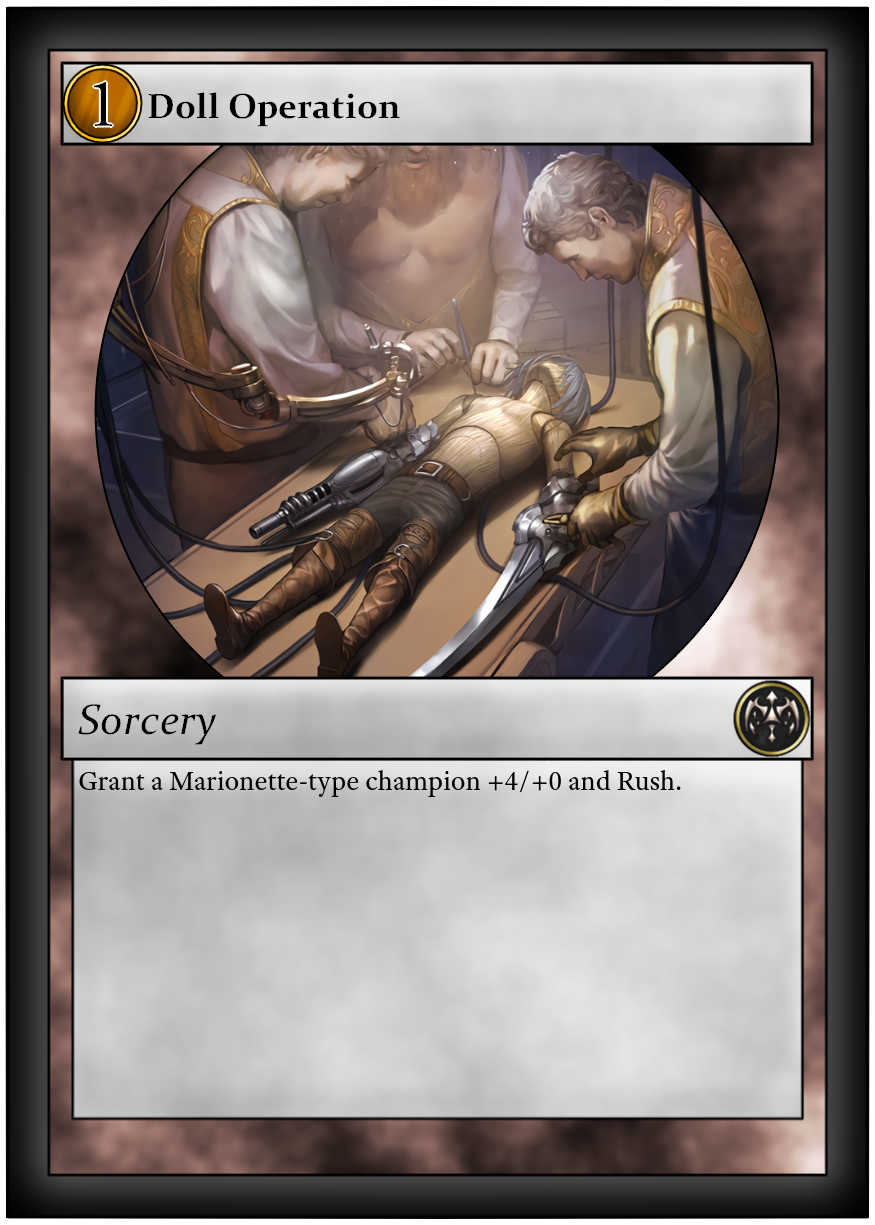 1 Doll Operation
Sorcery
Grant a Marionette-type champion +4/+0 and Rush.